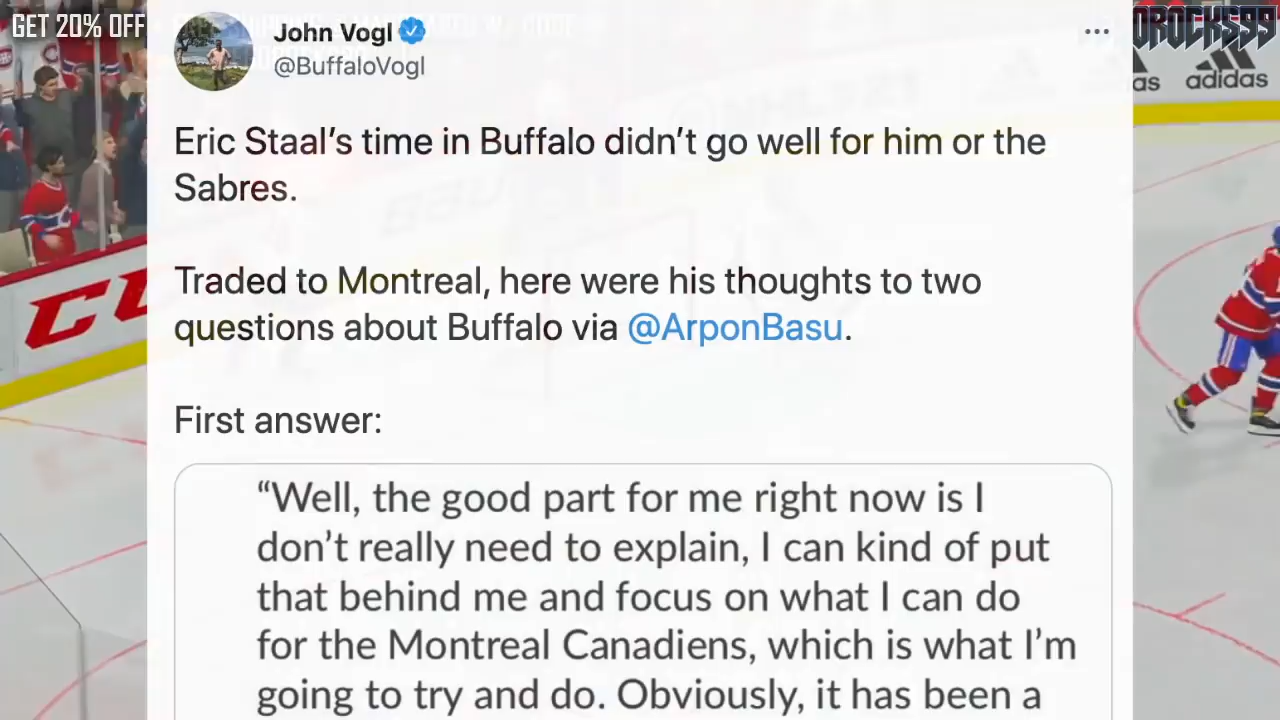 GET 20% OFF
John Vogl
@BuffaloVogl
Eric Staal’s time in Buffalo didn’t go well for him or the
Sabres.
Traded to Montreal, here were his thoughts to two
questions about Buffalo via @ArponBasu.
First answer:
“Well, the good part for me right now is I
don’t really need to explain, I can kind of put
that behind me and focus on what I can do
for the Montreal Canadiens, which is what I’m
going to try and do. Obviously, it has been a
as
adidas